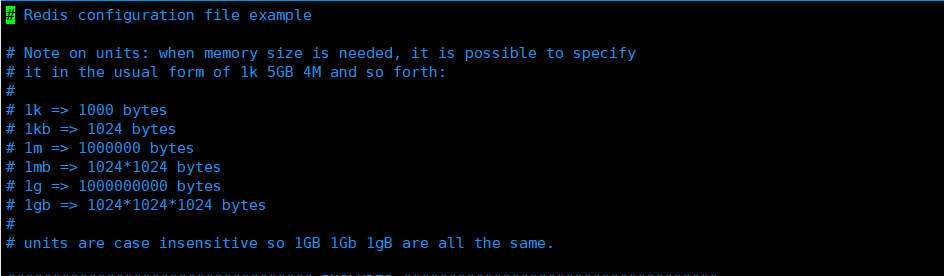 # Redis configuration file example
# Note on units: when memory size is needed, it is possible to specify
# it in the usual form of 1k 5GB 4M and so forth:
#
# 1k => 1000 bytes
# 1kb => 1024 bytes
# 1m => 1000000 bytes
# 1mb => 1024*1024 bytes
# 1g => 1000000000 bytes
# 1gb => 1024*1024*1024 bytes
#
# units are case insensitive so 1GB 1Gb 1gB are all the same.